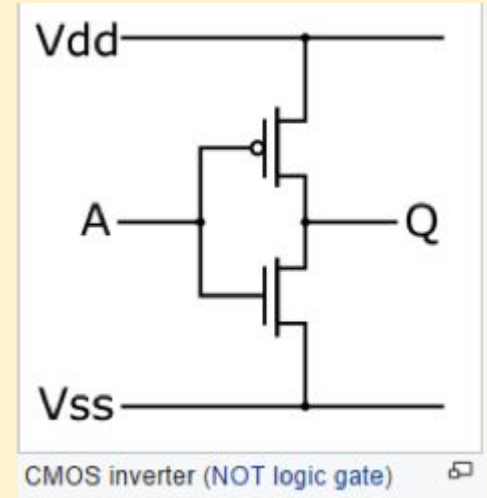 Vdd
A
Q
Vss
CMOS inverter (NOT logic gate)